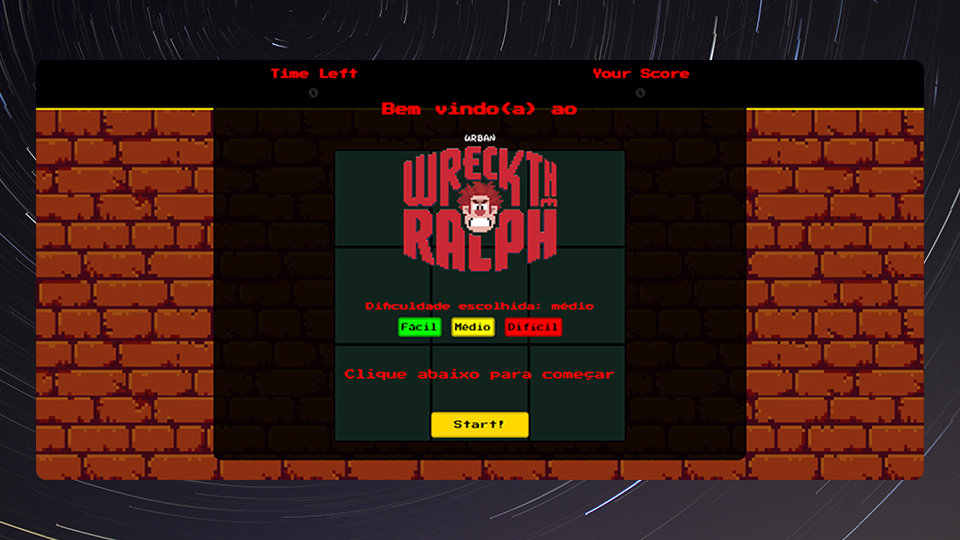 Time Left
Your Score
0
0
Bem vindo(a) ao
URBAN
WRECK THE
RALPH
Dificuldade escolhida: médio
Fácil
Médio
Difícil
Clique abaixo para começar
Start!